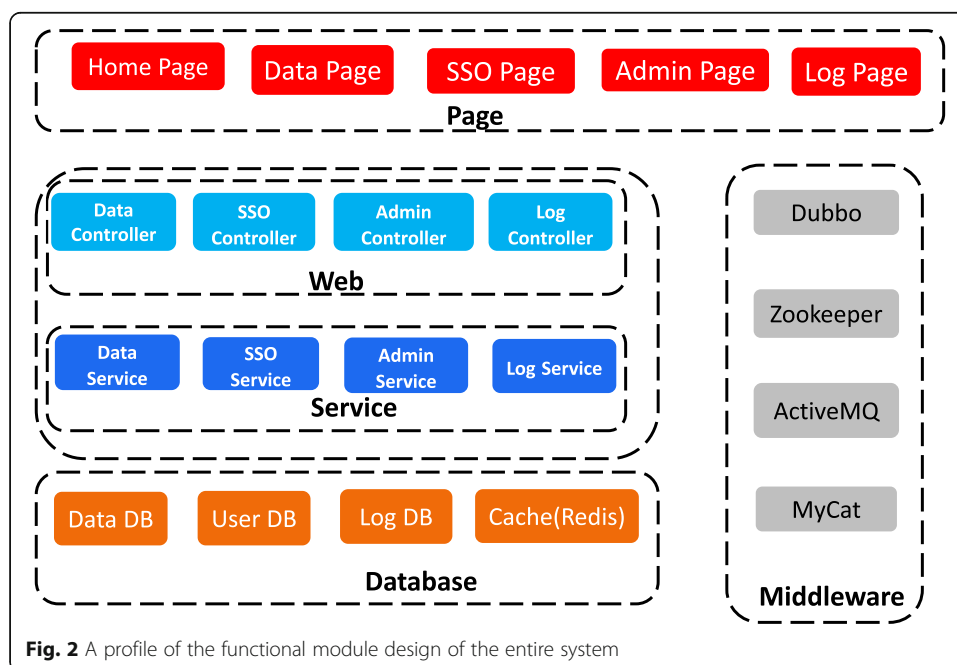 Home Page
Data Page
SSO Page
Admin Page
Log Page
Page
Data
Controller
SSO
Controller
Admin
Controller
Log
Controller
Web
Data
Service
SSO
Service
Admin
Service
Log Service
Service
Data DB
User DB
Log DB
Cache(Redis)
Database
Dubbo
Zookeeper
ActiveMQ
MyCat
Middleware
Fig. 2 A profile of the functional module design of the entire system